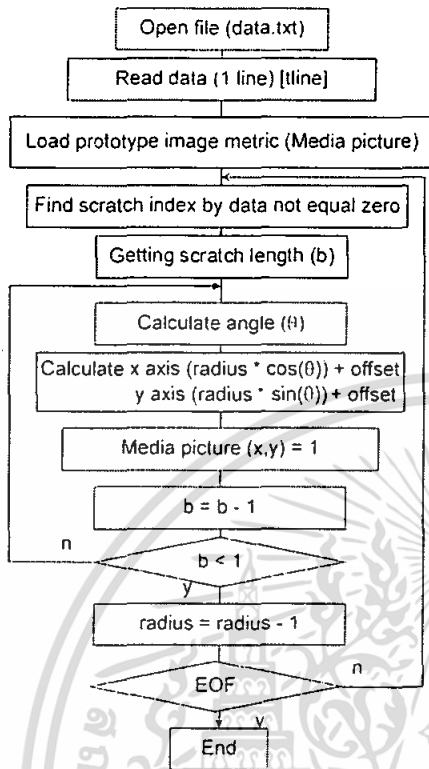 Open file (data.txt)
Read data (1 line) [tline]
Load prototype image metric (Media picture)
Find scratch index by data not equal zero
Getting scratch length (b)
Calculate angle (θ)
Calculate x axis (radius * cos(θ)) + offset
y axis (radius * sin(θ)) + offset
Media picture (x,y) = 1
b = b - 1
n
b < 1
y
radius = radius - 1
n
EOF
y
End